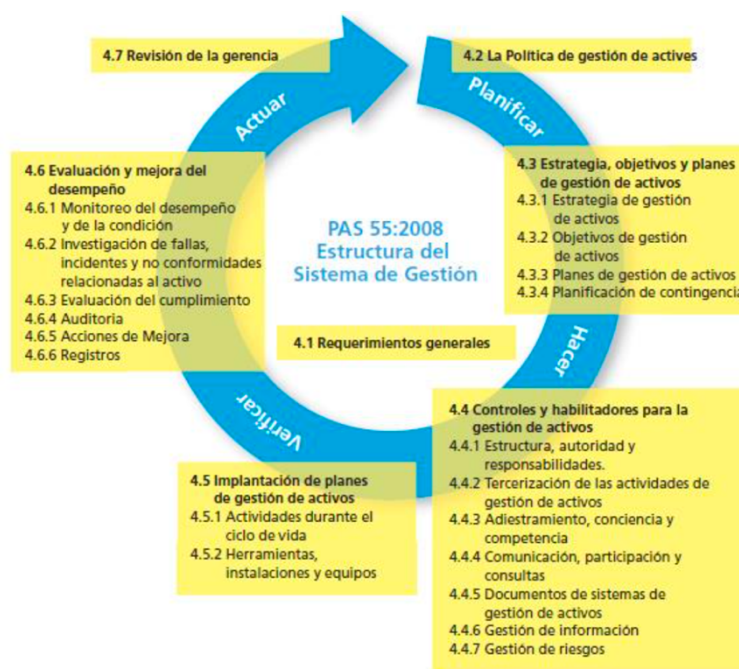 4.7 Revisión de la gerencia
4.2 La Política de gestión de actives
Actuar
Planificar
4.6 Evaluación y mejora del
desempeño
4.6.1 Monitoreo del desempeño
y de la condición
4.6.2 Investigación de fallas,
incidentes y no conformidades
relacionadas al activo
4.6.3 Evaluación del cumplimiento
4.6.4 Auditoria
4.6.5 Acciones de Mejora
4.6.6 Registros
PAS 55:2008
Estructura del
Sistema de Gestión
4.3 Estrategia, objetivos y planes
de gestión de activos
4.3.1 Estrategia de gestión
de activos
4.3.2 Objetivos de gestión
de activos
4.3.3 Planes de gestión de activos
4.3.4 Planificación de contingencia
4.1 Requerimientos generales
Hacer
Verificar
4.4 Controles y habilitadores para la
gestión de activos
4.4.1 Estructura, autoridad y
responsabilidades.
4.4.2 Tercerización de las actividades de
gestión de activos
4.4.3 Adiestramiento, conciencia y
competencia
4.4.4 Comunicación, participación y
consultas
4.4.5 Documentos de sistemas de
gestión de activos
4.4.6 Gestión de información
4.4.7 Gestión de riesgos
4.5 Implantación de planes
de gestión de activos
4.5.1 Actividades durante el
ciclo de vida
4.5.2 Herramientas,
instalaciones y equipos